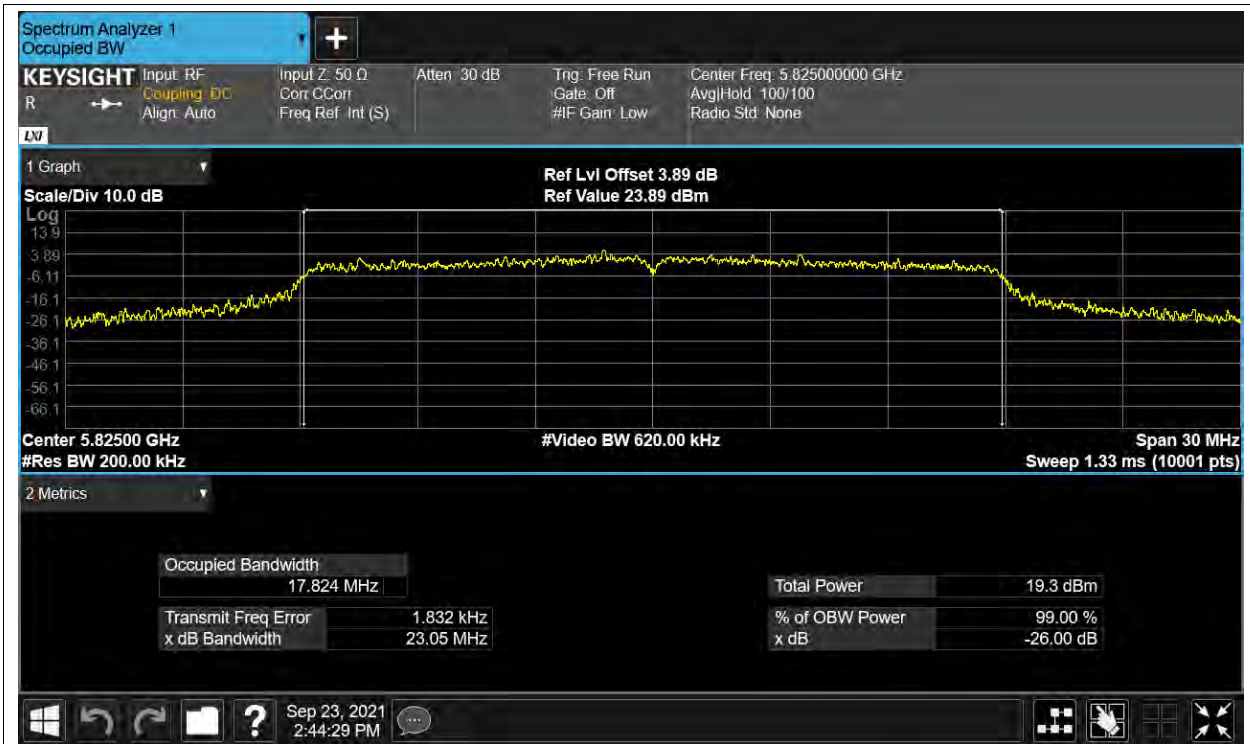 Spectrum Analyzer 1
Occupied BW
KEYSIGHT
R
LXI
Input: RF
Coupling: DC
Align: Auto
Input Z: 50 Ω
Corr CCorr
Freq Ref: Int (S)
Atten: 30 dB
Trig: Free Run
Gate: Off
#IF Gain: Low
Center Freq: 5.825000000 GHz
Avg|Hold: 100/100
Radio Std: None
1 Graph
Scale/Div 10.0 dB
Ref Lvl Offset 3.89 dB
Ref Value 23.89 dBm
Log
13.9
3.89
-6.11
-16.1
-26.1
-36.1
-46.1
-56.1
-66.1
Center 5.82500 GHz
#Video BW 620.00 kHz
Span 30 MHz
#Res BW 200.00 kHz
Sweep 1.33 ms (10001 pts)
2 Metrics
Occupied Bandwidth
17.824 MHz
Transmit Freq Error 1.832 kHz
x dB Bandwidth 23.05 MHz
Total Power 19.3 dBm
% of OBW Power 99.00 %
x dB -26.00 dB
?
Sep 23, 2021
2:44:29 PM